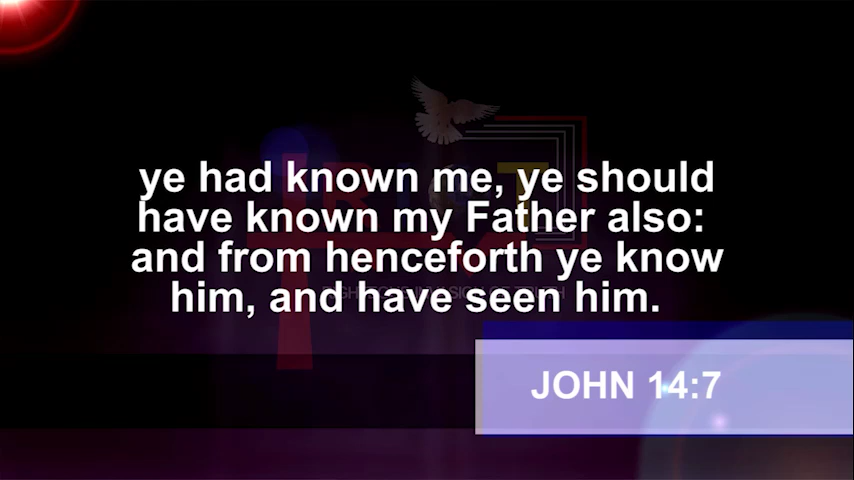 ye had known me, ye should
have known my Father also:
and from henceforth ye know
him, and have seen him.
JOHN 14:7